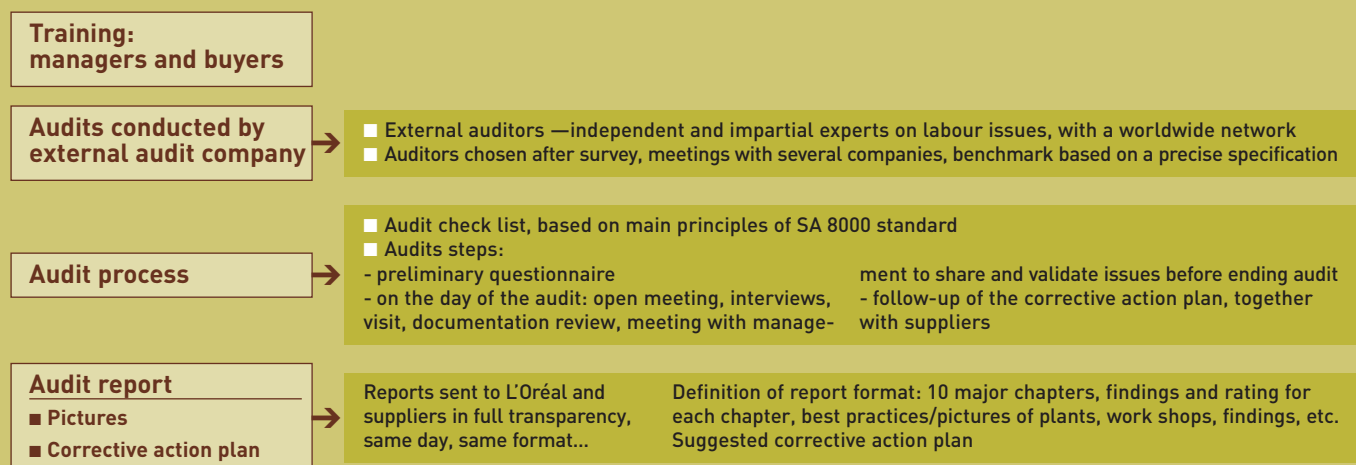 Training:
managers and buyers
Audits conducted by
external audit company
■ External auditors —independent and impartial experts on labour issues, with a worldwide network
■ Auditors chosen after survey, meetings with several companies, benchmark based on a precise specification
Audit process
■ Audit check list, based on main principles of SA 8000 standard
■ Audits steps:
- preliminary questionnaire
- on the day of the audit: open meeting, interviews,
visit, documentation review, meeting with manage-
ment to share and validate issues before ending audit
- follow-up of the corrective action plan, together
with suppliers
Audit report
■ Pictures
■ Corrective action plan
Reports sent to L'Oréal and
suppliers in full transparency,
same day, same format...
Definition of report format: 10 major chapters, findings and rating for
each chapter, best practices/pictures of plants, work shops, findings, etc.
Suggested corrective action plan